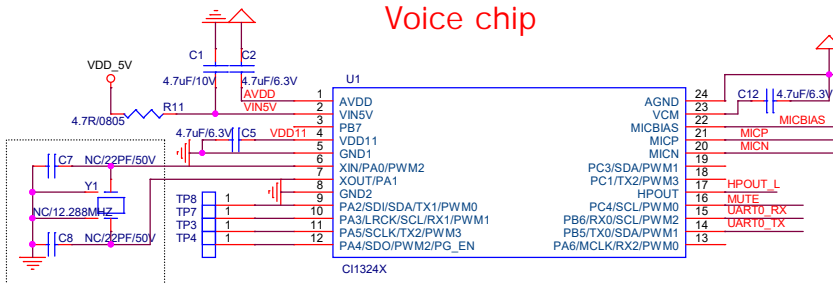 Voice chip
C1
C2
VDD_5V
U1
4.7uF/10V
4.7uF/6.3V
AVDD
VIN5V
R11
4.7R/0805
4.7uF/6.3V
C5
VDD11
C12
4.7uF/6.3V
MICBIAS
MICP
MICN
1 AVDD
2 VIN5V
3 PB7
4 VDD11
5 GND1
6 XIN/PA0/PWM2
7 XOUT/PA1
8 GND2
9 PA2/SDI/SDA/TX1/PWM0
10 PA3/LRCK/SCL/RX1/PWM1
11 PA5/SCLK/TX2/PWM3
12 PA4/SDO/PWM2/PG_EN
AGND 24
VCM 23
MICBIAS 22
MICP 21
MICN 20
PC3/SDA/PWM1 19
PC1/TX2/PWM3 18
HPOUT 17
PC4/SCL/PWM0 16
PB6/RX0/SCL/PWM2 15
PB5/TX0/SDA/PWM1 14
PA6/MCLK/RX2/PWM0 13
HPOUT_L
MUTE
UART0_RX
UART0_TX
C7
NC/22PF/50V
Y1
NC/12.288MHZ
C8
NC/22PF/50V
TP8 1
TP7 1
TP3 1
TP4 1
CI1324X